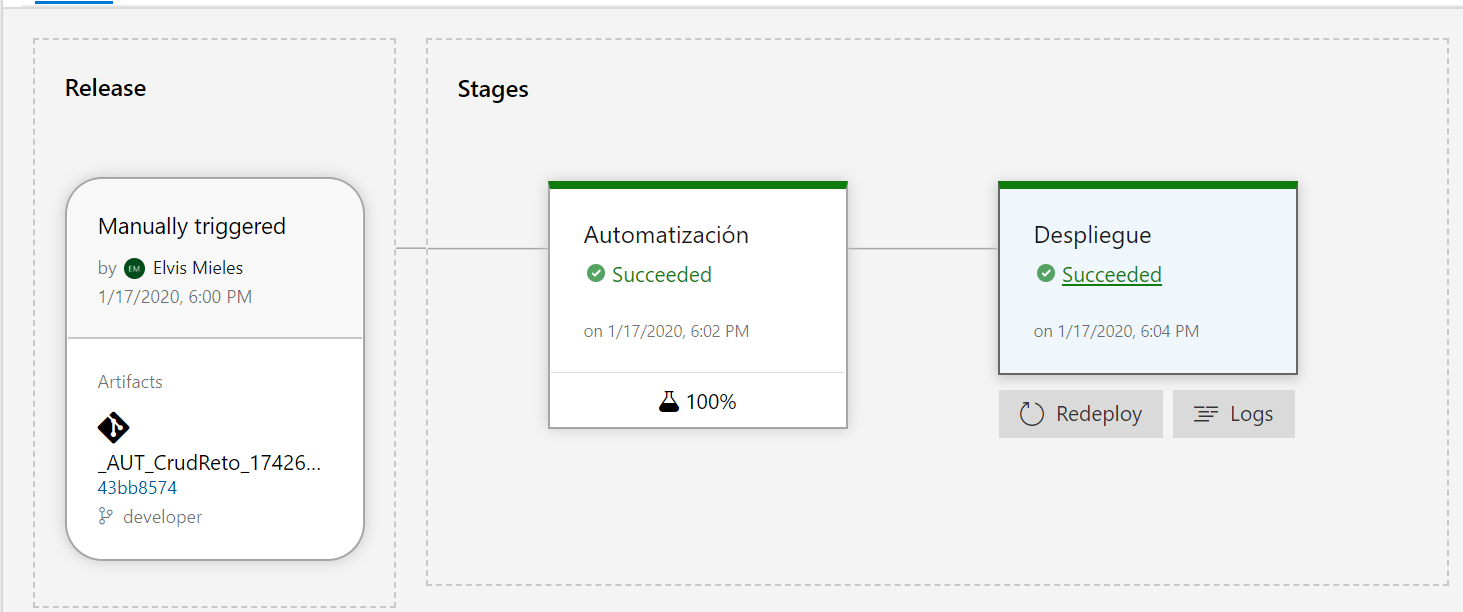 Release
Manually triggered
by EM Elvis Mieles
1/17/2020, 6:00 PM
Artifacts
_AUT_CrudReto_17426...
43bb8574
developer
Stages
Automatización
Succeeded
on 1/17/2020, 6:02 PM
100%
Despliegue
Succeeded
on 1/17/2020, 6:04 PM
Redeploy
Logs